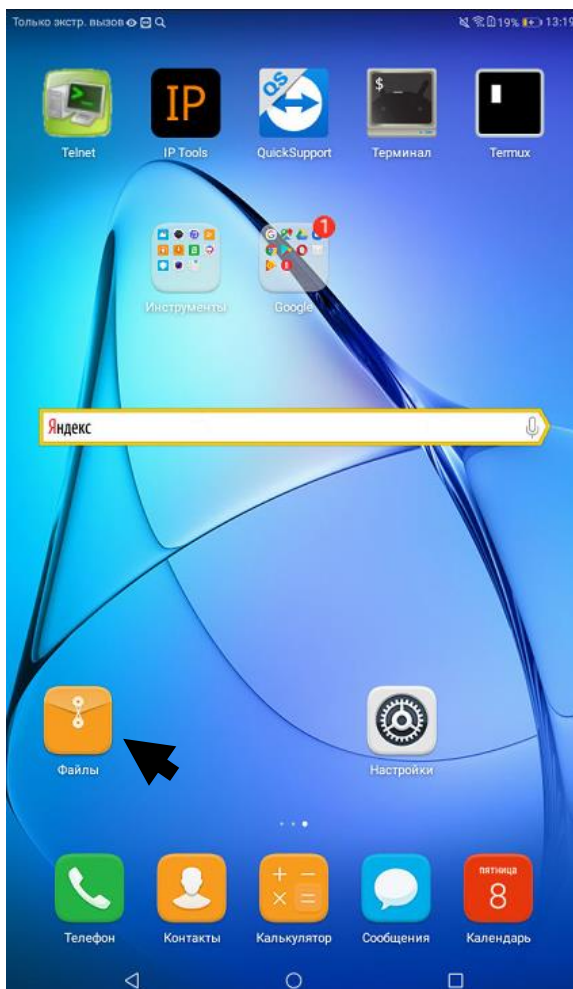 Только экстр. вызов 19% 13:19
QS
IP
$
Telnet IP Tools QuickSupport Терминал Termux
1
Инструменты Google
Яндекс
Файлы Настройки
пятница
8
Телефон Контакты Калькулятор Сообщения Календарь